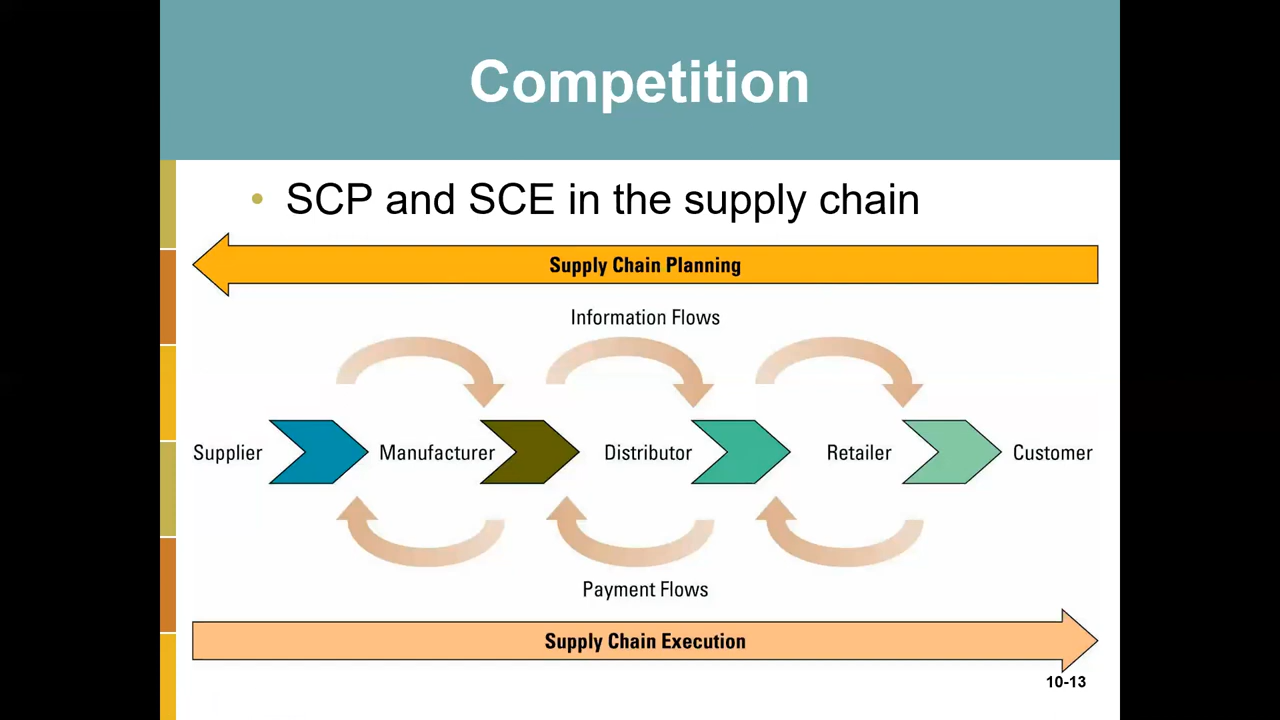 Competition
• SCP and SCE in the supply chain
Supply Chain Planning
Information Flows
Supplier
Manufacturer
Distributor
Retailer
Customer
Payment Flows
Supply Chain Execution
10-13